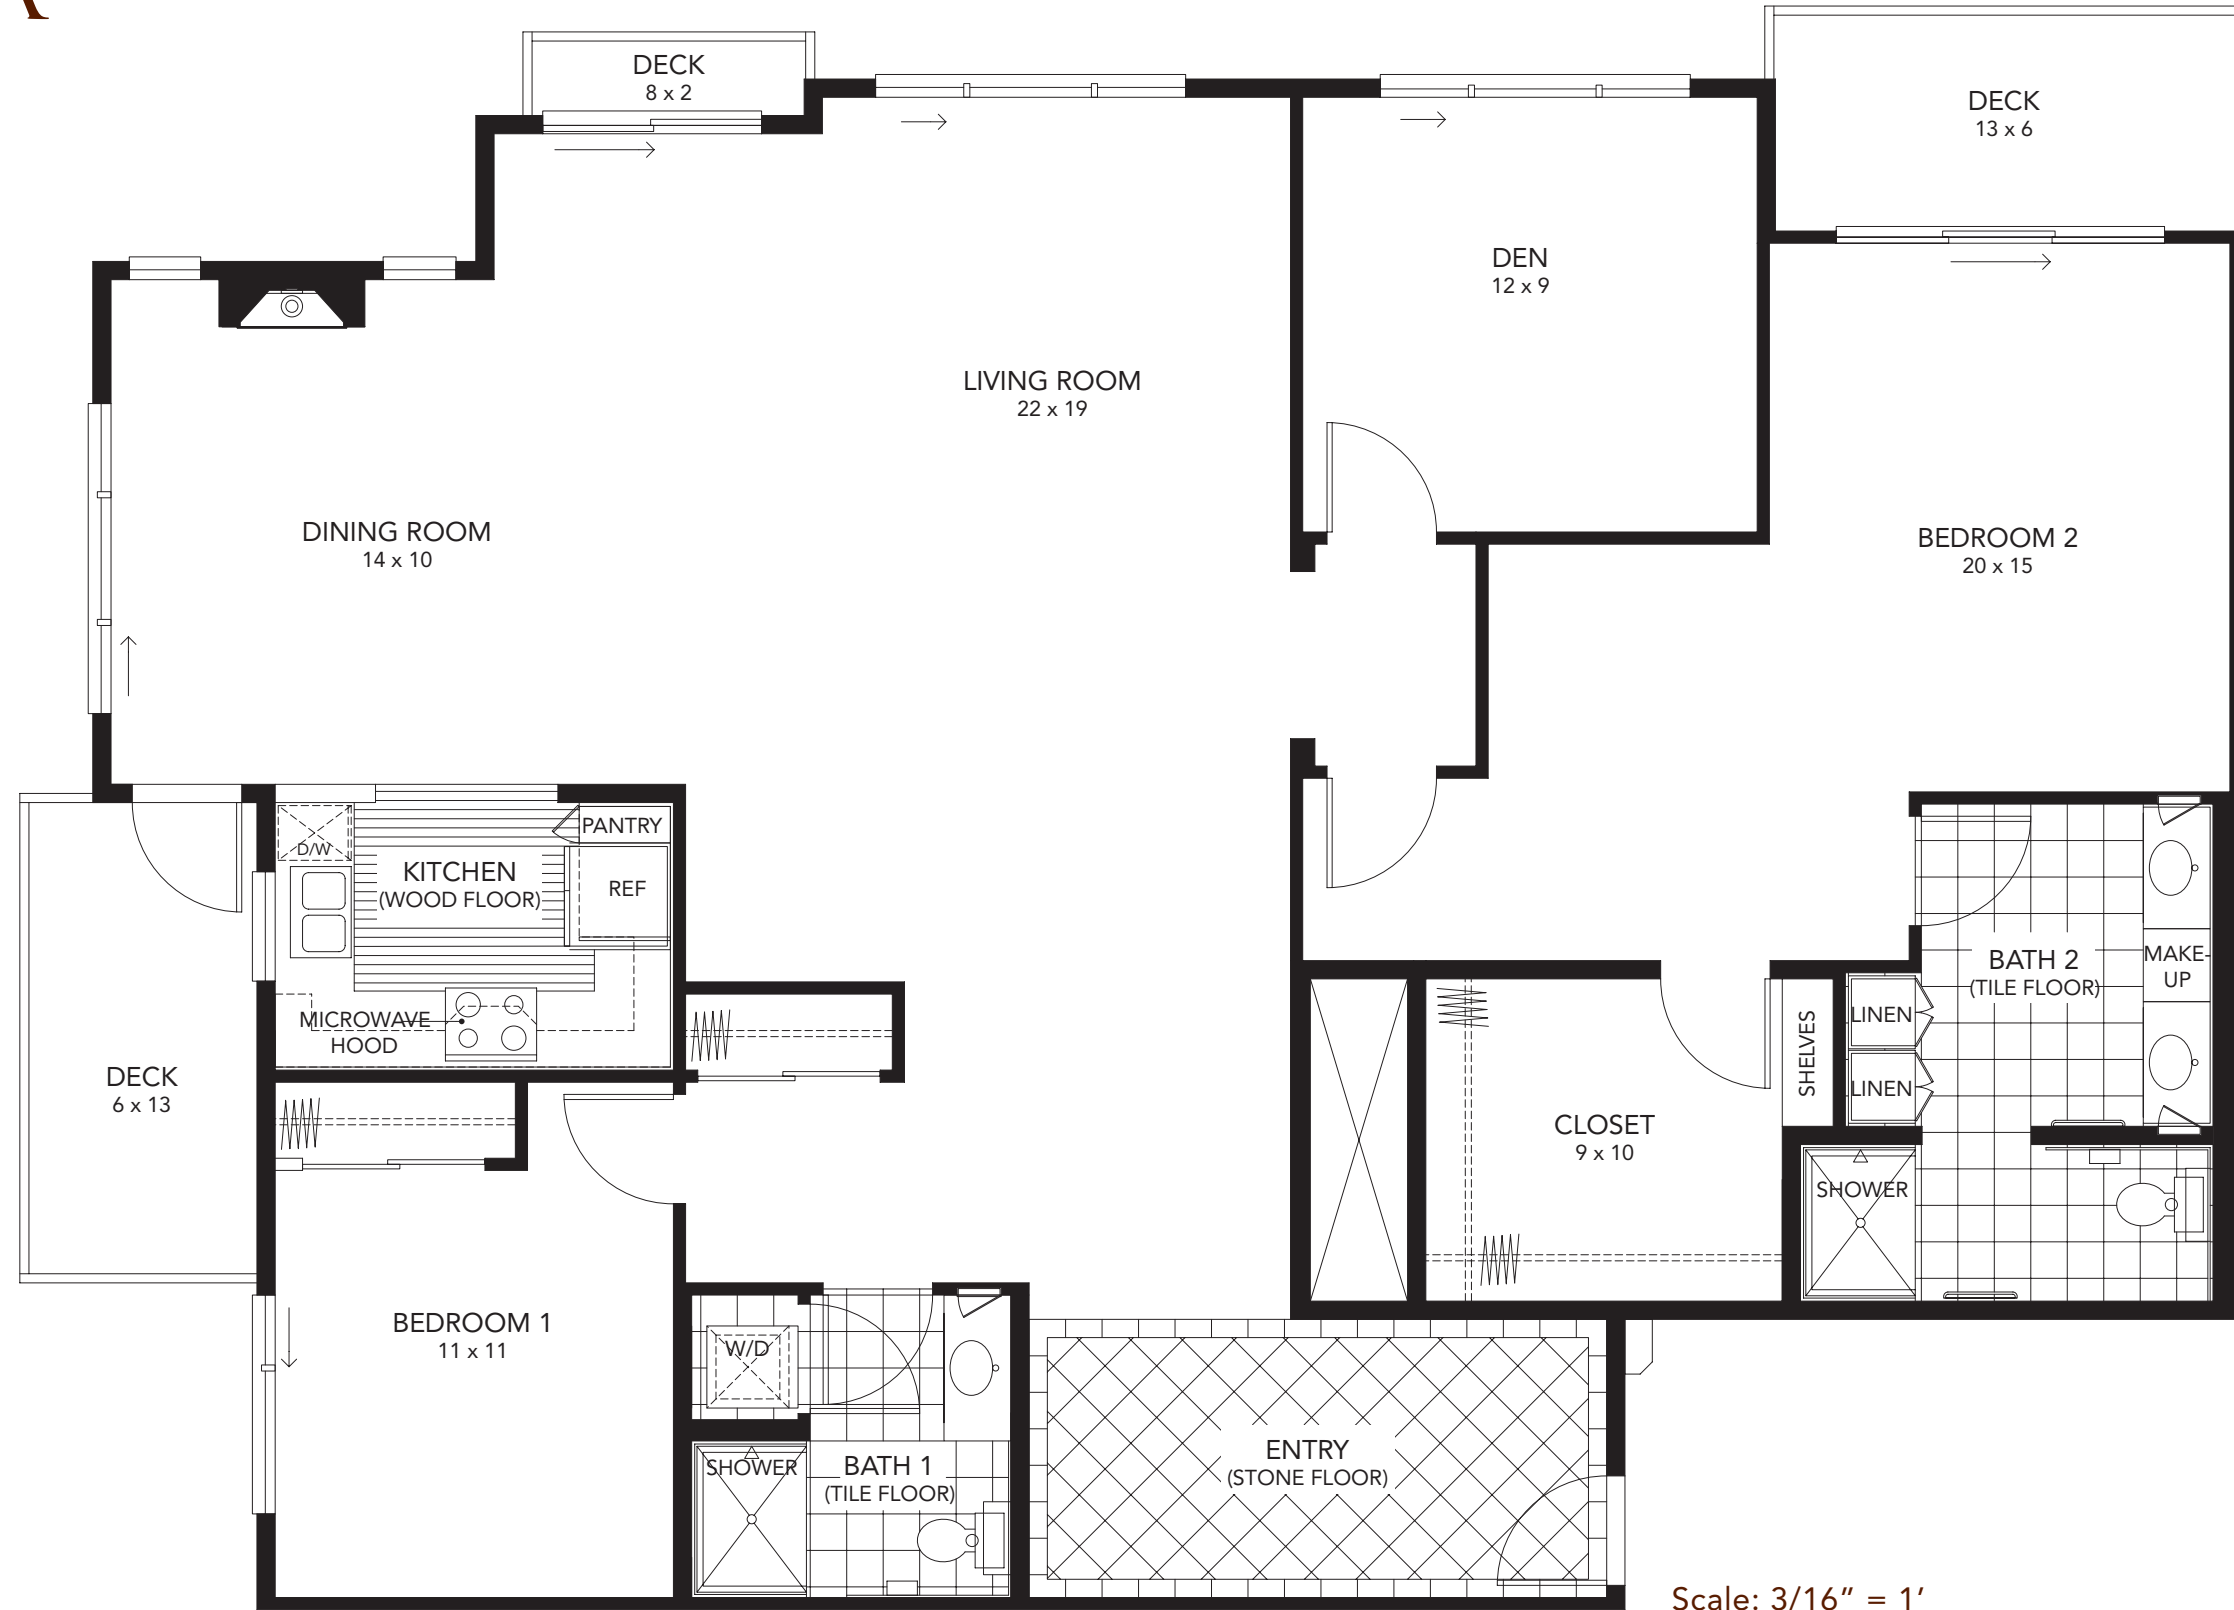 DECK
8 x 2
DECK
13 x 6
DEN
12 x 9
LIVING ROOM
22 x 19
DINING ROOM
14 x 10
BEDROOM 2
20 x 15
PANTRY
D/W
KITCHEN
(WOOD FLOOR)
REF
MICROWAVE
HOOD
DECK
6 x 13
BATH 2
(TILE FLOOR)
MAKE-
UP
LINEN
LINEN
SHELVES
CLOSET
9 x 10
SHOWER
BEDROOM 1
11 x 11
W/D
SHOWER
BATH 1
(TILE FLOOR)
ENTRY
(STONE FLOOR)
Scale: 3/16” = 1’